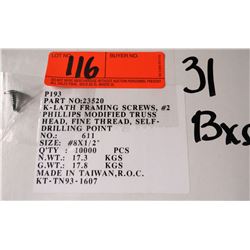 LOT NO.
BUYER NO.
116
31
Bxs
P193
PART NO:23520
K-LATH FRAMING SCREWS, #2
PHILLIPS MODIFIED TRUSS
HEAD, FINE THREAD, SELF-
DRILLING POINT
NO.: 611
SIZE: #8X1/2"
Q'TY : 10000 PCS
N.W.: 17.3 KGS
G.W.: 17.8 KGS
MADE IN TAIWAN,R.O.C.
KT-TN93-1607